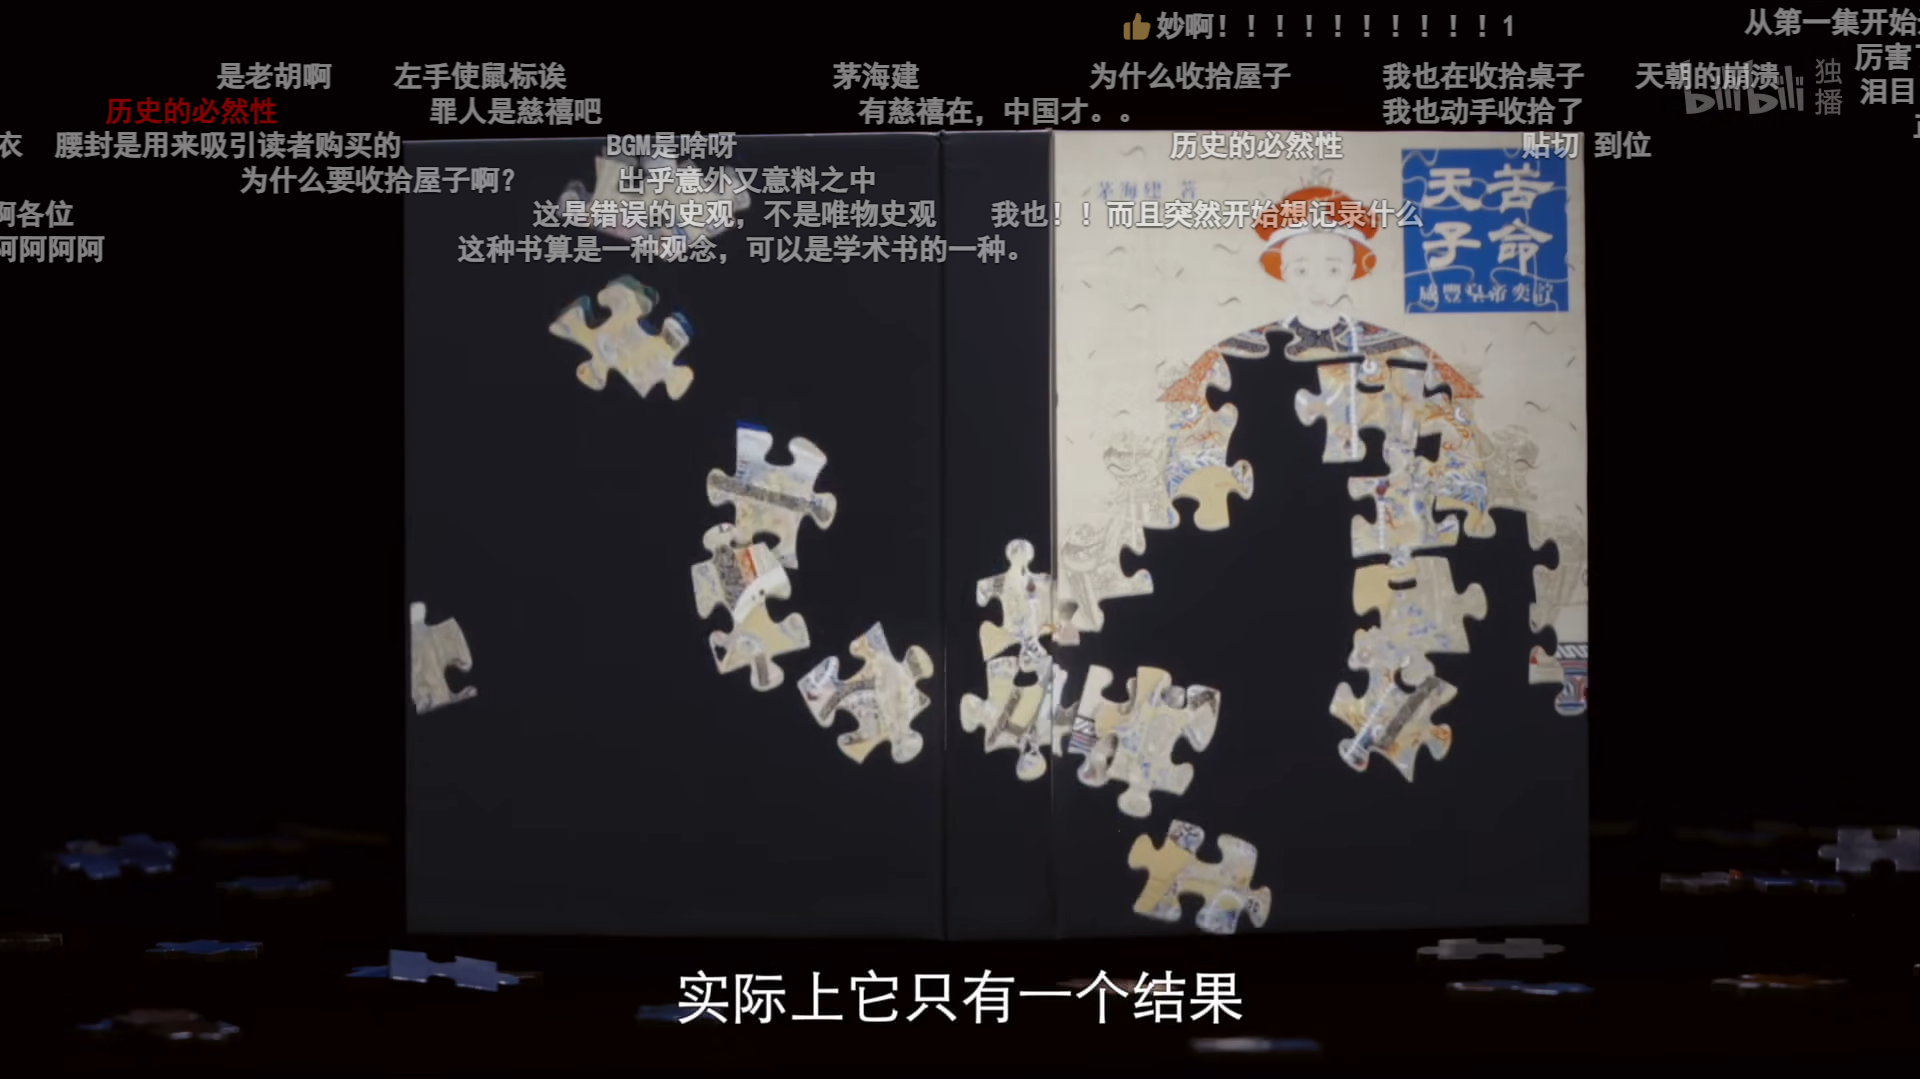 👍妙啊！！！！！！！！！！1
从第一集开始
厉害
是老胡啊
左手使鼠标诶
茅海建
为什么收拾屋子
我也在收拾桌子
天朝的崩溃
bilibili 独播
泪目
历史的必然性
罪人是慈禧吧
有慈禧在，中国才。。
我也动手收拾了
衣
腰封是用来吸引读者购买的
BGM是啥呀
历史的必然性
贴切
到位
为什么要收拾屋子啊？
出乎意外又意料之中
茅海建 著
苦命天子
咸豐皇帝奕詝
啊各位
这是错误的史观，不是唯物史观
我也！！而且突然开始想记录什么
阿阿阿阿
这种书算是一种观念，可以是学术书的一种。
实际上它只有一个结果